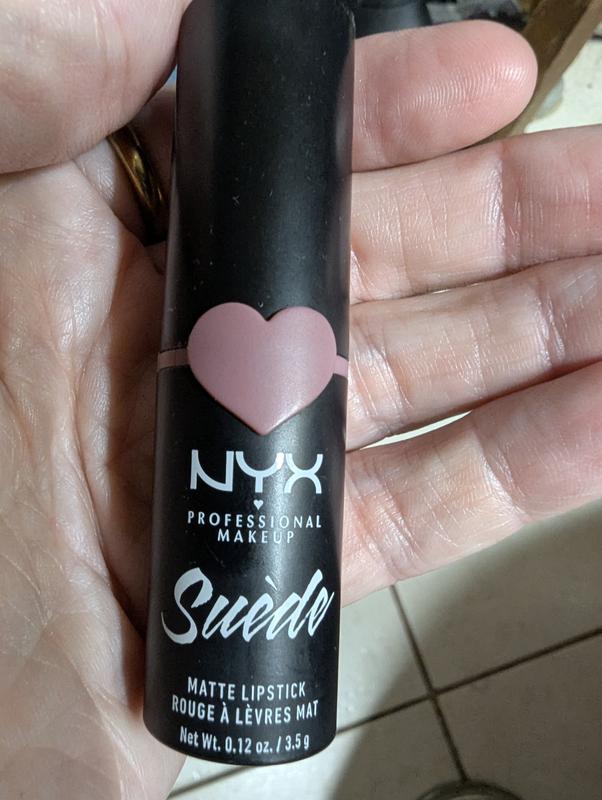 NYX
PROFESSIONAL
MAKEUP
Suède
MATTE LIPSTICK
ROUGE À LÈVRES MAT
Net Wt. 0.12 oz. / 3.5 g